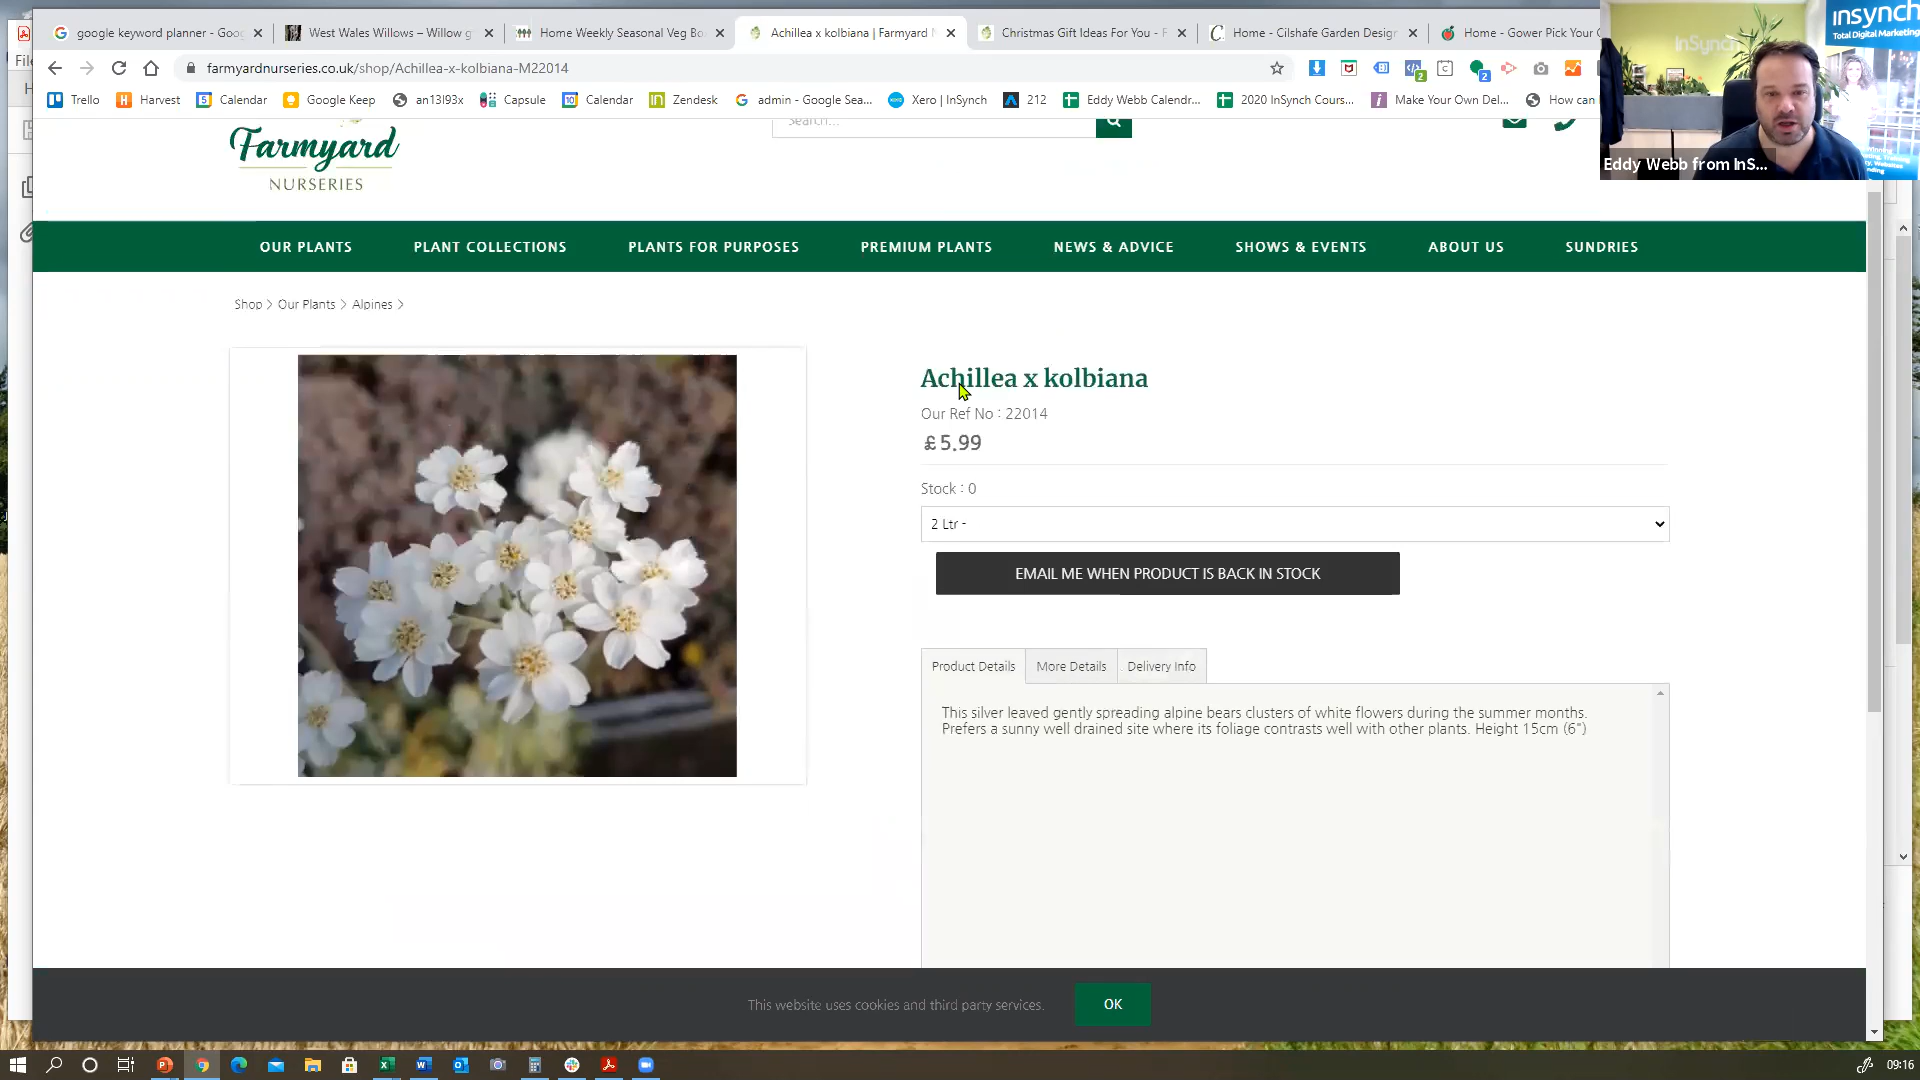 google keyword planner - Goo
West Wales Willows – Willow g
Home Weekly Seasonal Veg Bo
Achillea x kolbiana | Farmyard N
Christmas Gift Ideas For You - F
Home - Cilshafe Garden Design
Home - Gower Pick Your O
File
farmyardnurseries.co.uk/shop/Achillea-x-kolbiana-M22014
Trello
Harvest
Calendar
Google Keep
an13l93x
Capsule
Calendar
Zendesk
admin - Google Sea...
Xero | InSynch
212
Eddy Webb Calendr...
2020 InSynch Cours...
Make Your Own Del...
How can I
insynch
Total Digital Marketing
InSynch
Eddy Webb from InS...
Farmyard
NURSERIES
Search...
OUR PLANTS
PLANT COLLECTIONS
PLANTS FOR PURPOSES
PREMIUM PLANTS
NEWS & ADVICE
SHOWS & EVENTS
ABOUT US
SUNDRIES
Shop > Our Plants > Alpines >
Achillea x kolbiana
Our Ref No : 22014
£5.99
Stock : 0
2 Ltr -
EMAIL ME WHEN PRODUCT IS BACK IN STOCK
Product Details
More Details
Delivery Info
This silver leaved gently spreading alpine bears clusters of white flowers during the summer months.
Prefers a sunny well drained site where its foliage contrasts well with other plants. Height 15cm (6")
This website uses cookies and third party services.
OK
09:16